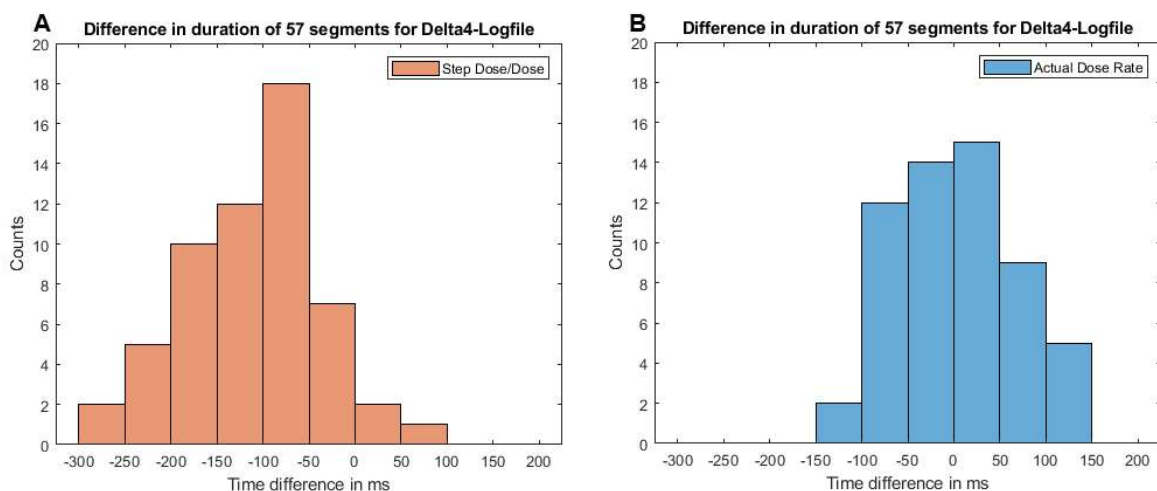 A
Difference in duration of 57 segments for Delta4-Logfile
Step Dose/Dose
Counts
20
18
16
14
12
10
8
6
4
2
0
-300 -250 -200 -150 -100 -50 0 50 100 150 200
Time difference in ms
B
Difference in duration of 57 segments for Delta4-Logfile
Actual Dose Rate
Counts
20
18
16
14
12
10
8
6
4
2
0
-300 -250 -200 -150 -100 -50 0 50 100 150 200
Time difference in ms